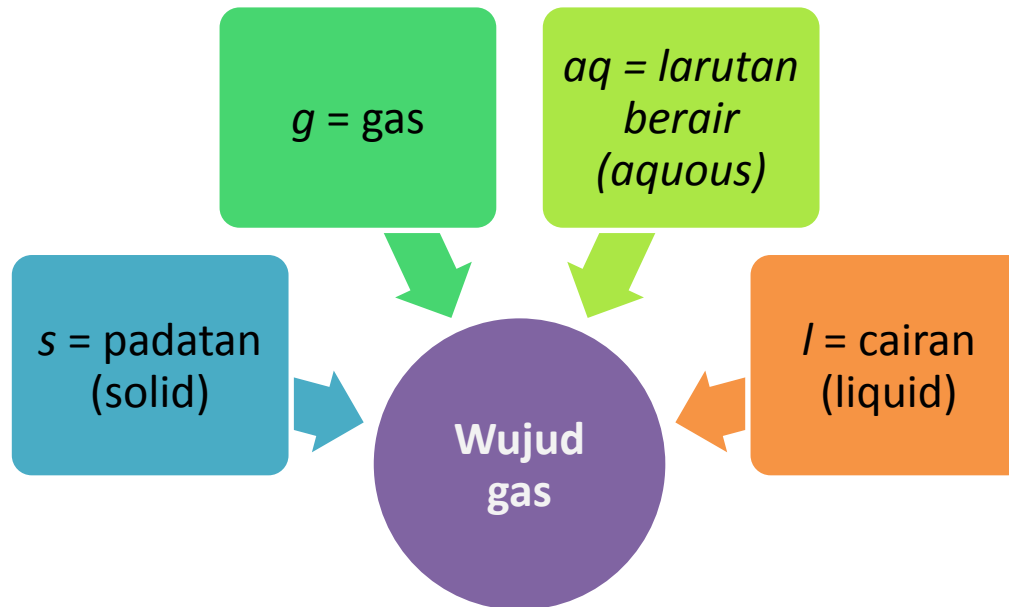 g = gas
aq = larutan
berair
(aquous)
s = padatan
(solid)
l = cairan
(liquid)
Wujud
gas